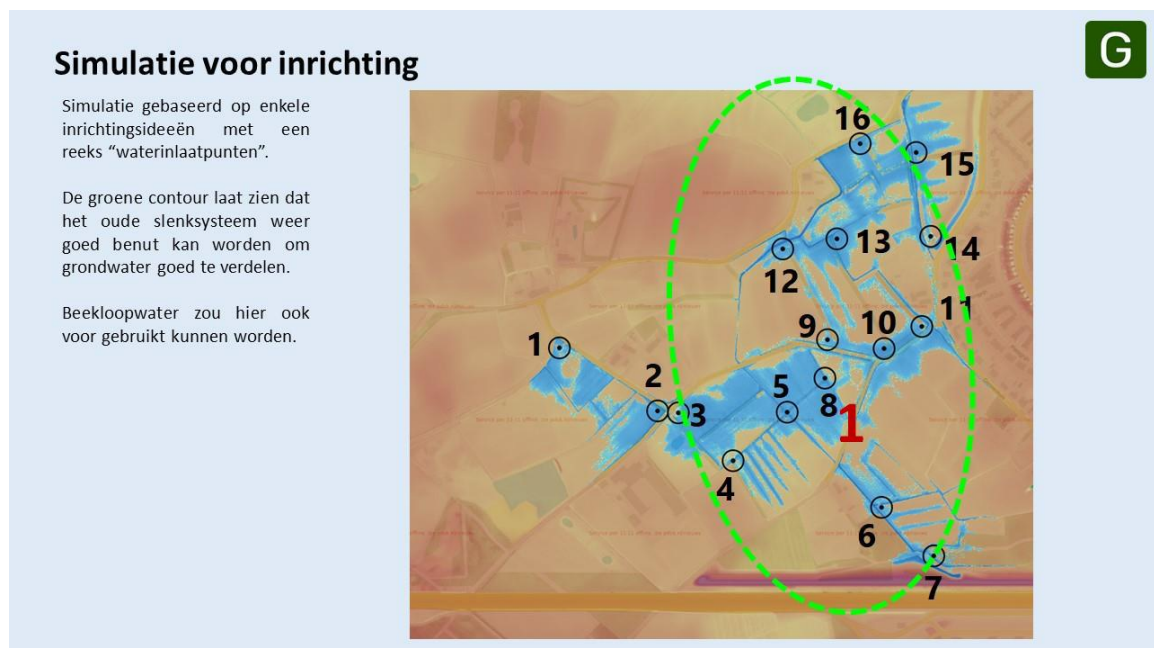 Simulatie voor inrichting
G
Simulatie gebaseerd op enkele
inrichtingsideeën met een
reeks “waterinlaatpunten”.
De groene contour laat zien dat
het oude slenksysteem weer
goed benut kan worden om
grondwater goed te verdelen.
Beekloopwater zou hier ook
voor gebruikt kunnen worden.
16
15
13
14
12
11
9
10
1
2
5
3
8
1
4
6
7